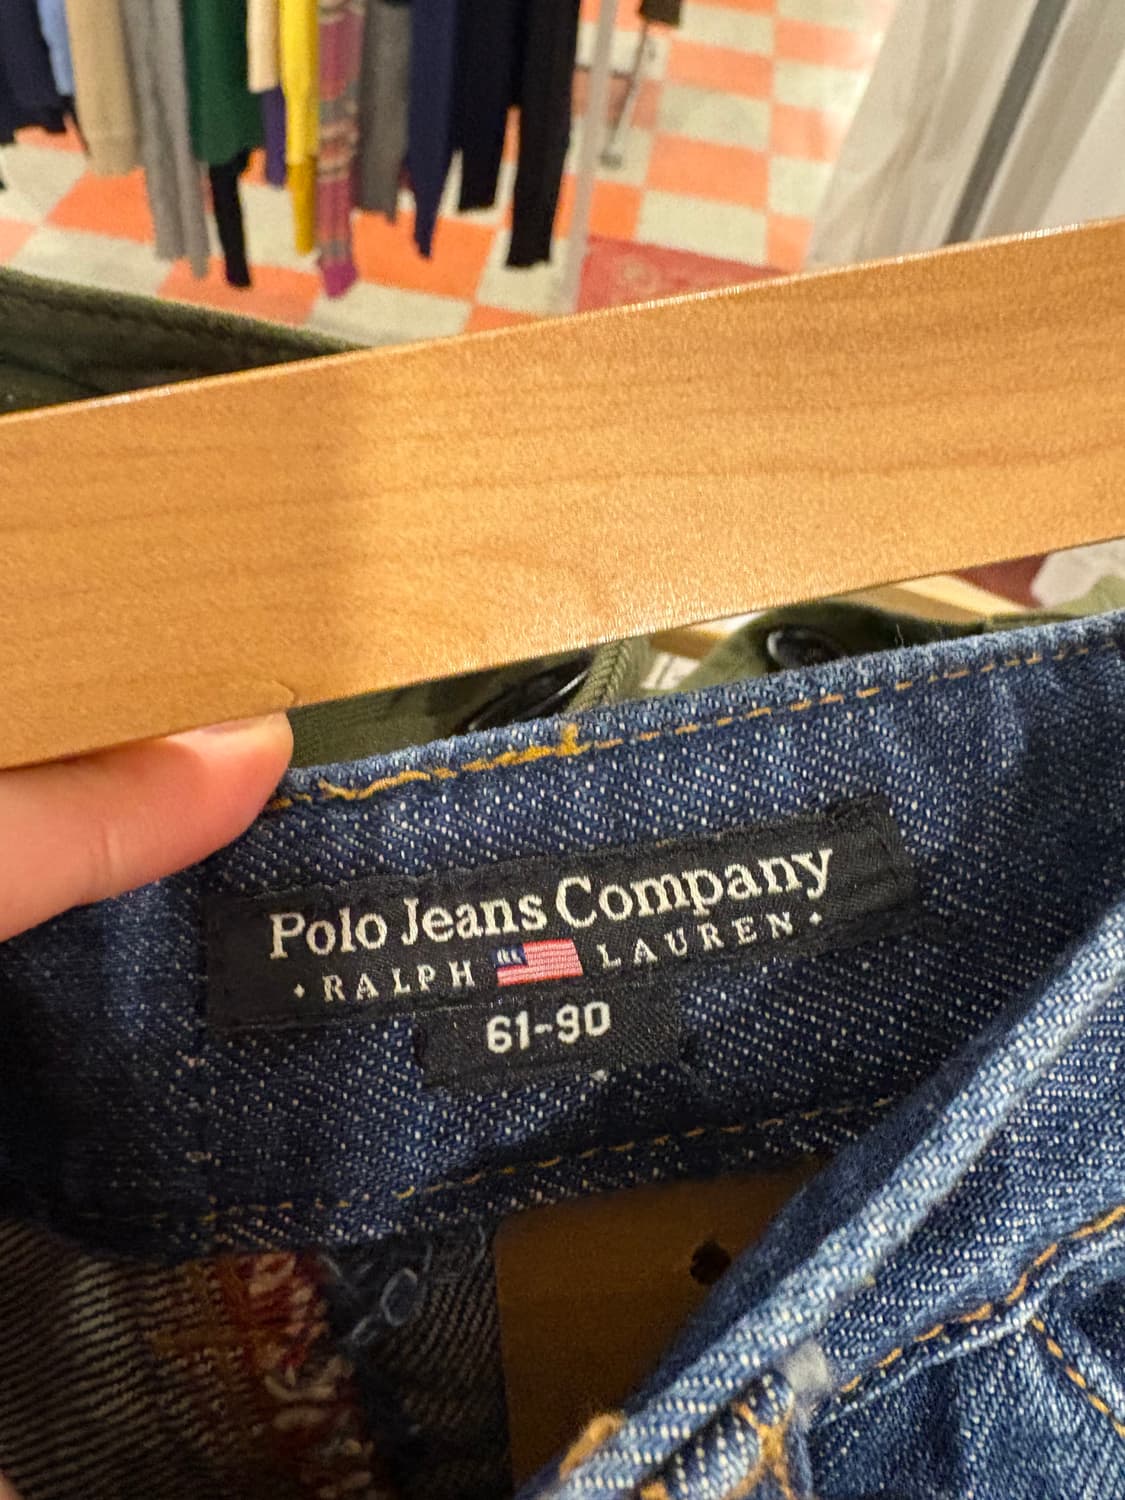 Polo Jeans Company
• RALPH LAUREN •
61-90